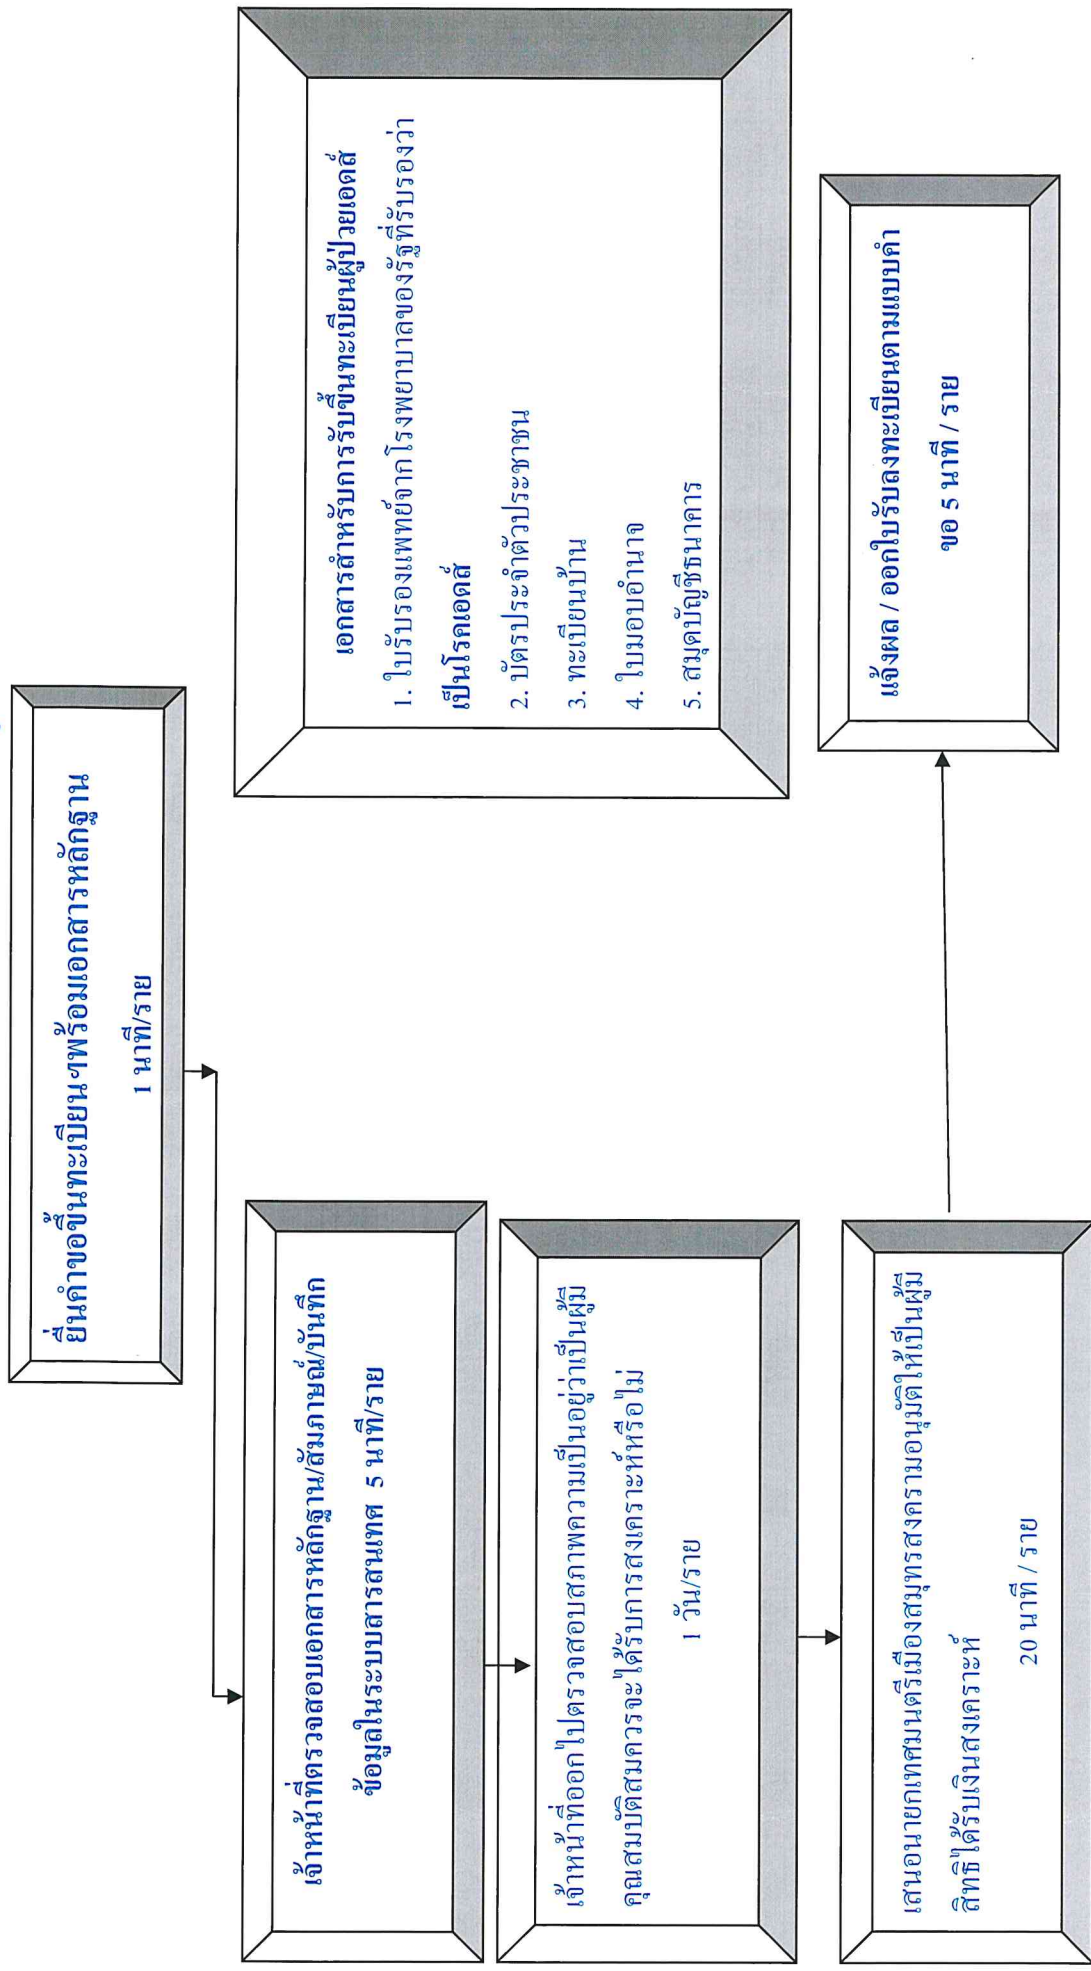 ยื่นคำขอขึ้นทะเบียนฯพร้อมเอกสารหลักฐาน
1 นาที/ราย
เจ้าหน้าที่ตรวจสอบเอกสารหลักฐาน/สัมภาษณ์/บันทึก
ข้อมูลในระบบสารสนเทศ 5 นาที/ราย
เจ้าหน้าที่ออกไปตรวจสอบสภาพความเป็นอยู่ว่าเป็นผู้มี
คุณสมบัติสมควรจะได้รับการสงเคราะห์หรือไม่
1 วัน/ราย
เสนอนายกเทศมนตรีเมืองสมุทรสงครามอนุมัติให้เป็นผู้มี
สิทธิได้รับเงินสงเคราะห์
20 นาที / ราย
เอกสารสำหรับการรับขึ้นทะเบียนผู้ป่วยเอดส์
1. ใบรับรองแพทย์จากโรงพยาบาลของรัฐที่รับรองว่า
เป็นโรคเอดส์
2. บัตรประจำตัวประชาชน
3. ทะเบียนบ้าน
4. ใบมอบอำนาจ
5. สมุดบัญชีธนาคาร
แจ้งผล / ออกใบรับลงทะเบียนตามแบบคำ
ขอ 5 นาที / ราย